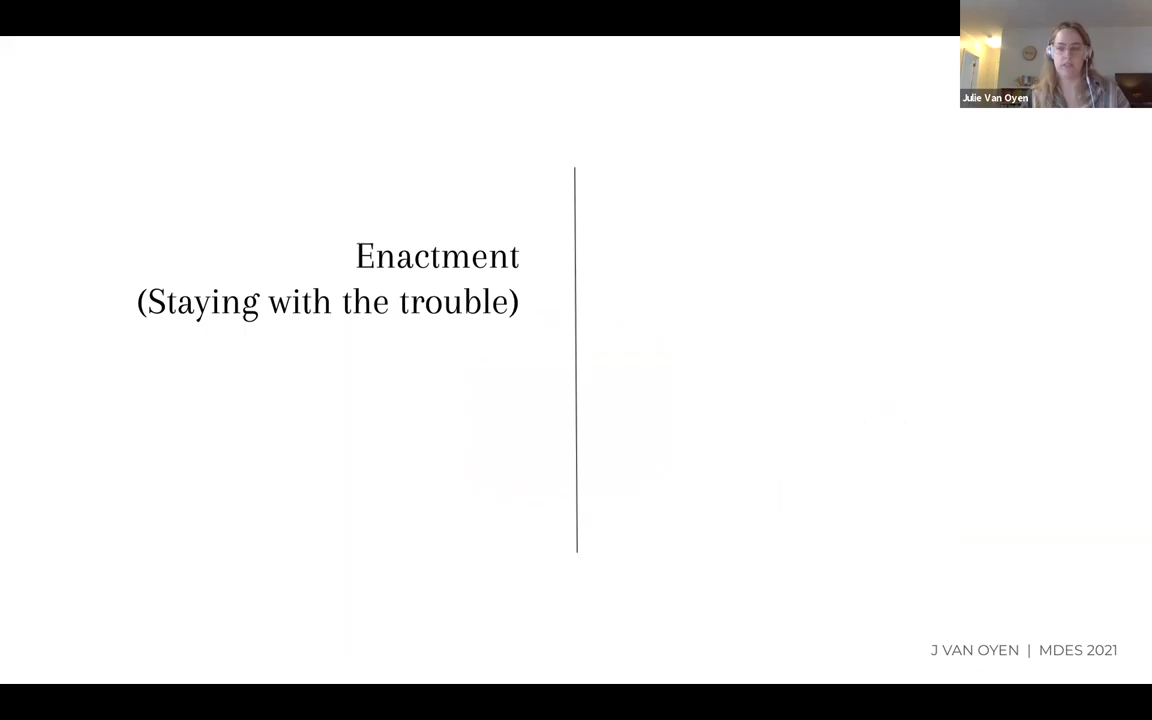 Julie Van Oyen
Enactment
(Staying with the trouble)
J VAN OYEN | MDES 2021